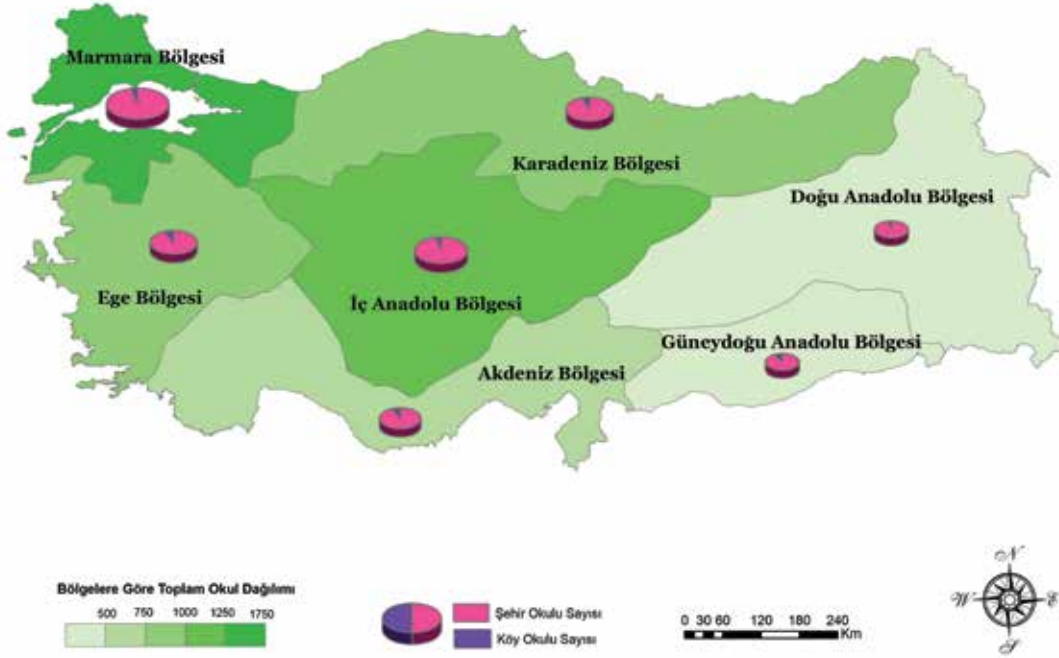 Marmara Bölgesi
Karadeniz Bölgesi
Doğu Anadolu Bölgesi
Ege Bölgesi
İç Anadolu Bölgesi
Güneydoğu Anadolu Bölgesi
Akdeniz Bölgesi
Bölgelere Göre Toplam Okul Dağılımı
500 750 1000 1250 1750
Şehir Okulu Sayısı
Köy Okulu Sayısı
0 30 60 120 180 240
Km
N
W E
S